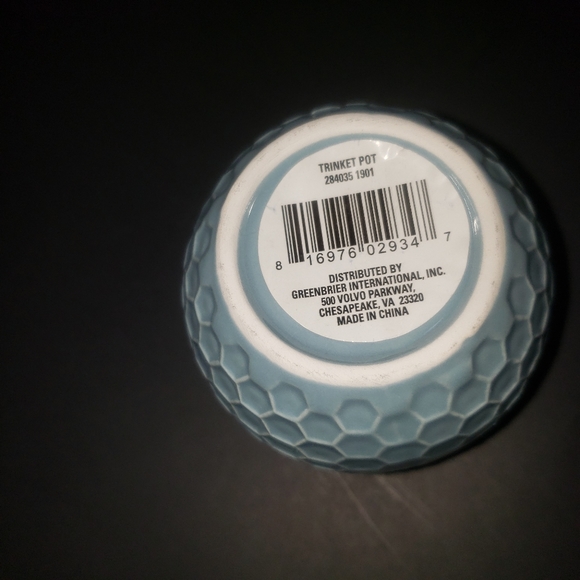 TRINKET POT
284035 1901
8 16976 02934 7
DISTRIBUTED BY
GREENBRIER INTERNATIONAL, INC.
500 VOLVO PARKWAY,
CHESAPEAKE, VA 23320
MADE IN CHINA